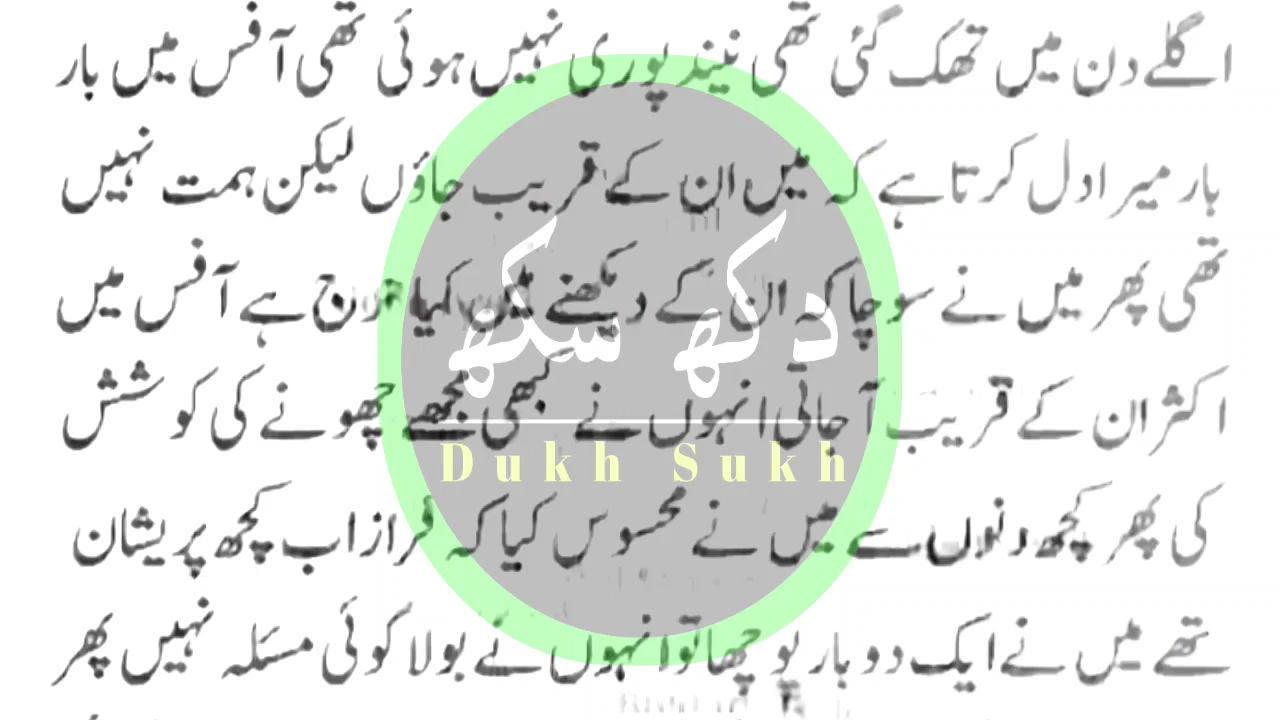 اگلے دن میں تھک گئی تھی نیند پوری نہیں ہوئی تھی آفس میں بار
بار میرا دل کرتا ہے کہ میں ان کے قریب جاؤں لیکن ہمت نہیں
تھی پھر میں نے سوچا کہ ان کے دیکھنے میں کیا حرج ہے آفس میں
اکثر ان کے قریب آ جاتی انہوں نے کبھی مجھے چھونے کی کوشش
کی پھر کچھ دنوں سے میں نے محسوس کیا کہ فراز اب کچھ پریشان
تھے میں نے ایک دو بار پوچھا تو انہوں نے بولا کوئی مسئلہ نہیں پھر
دکھ سکھ
Dukh Sukh